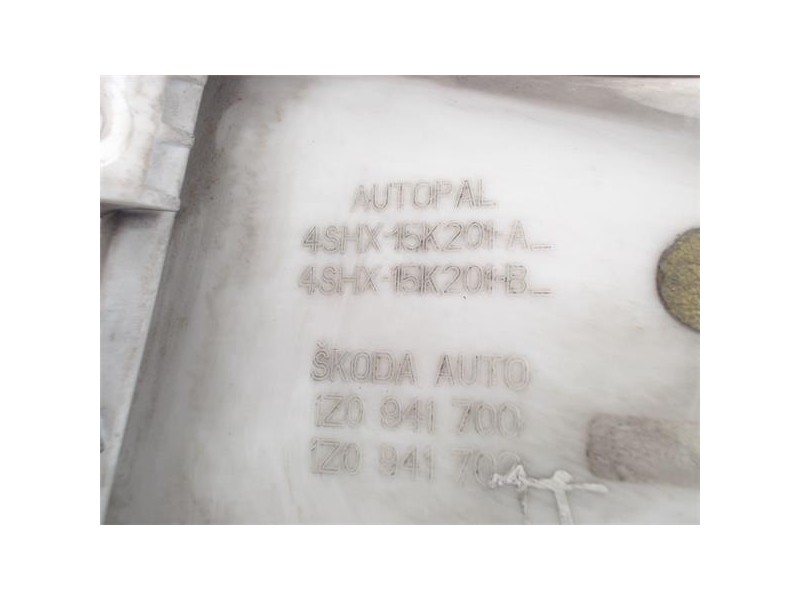 AUTOPAL
4SHX-15K201-A_
4SHX-15K201-B_
ŠKODA AUTO
1Z0 941 700
1Z0 941 702